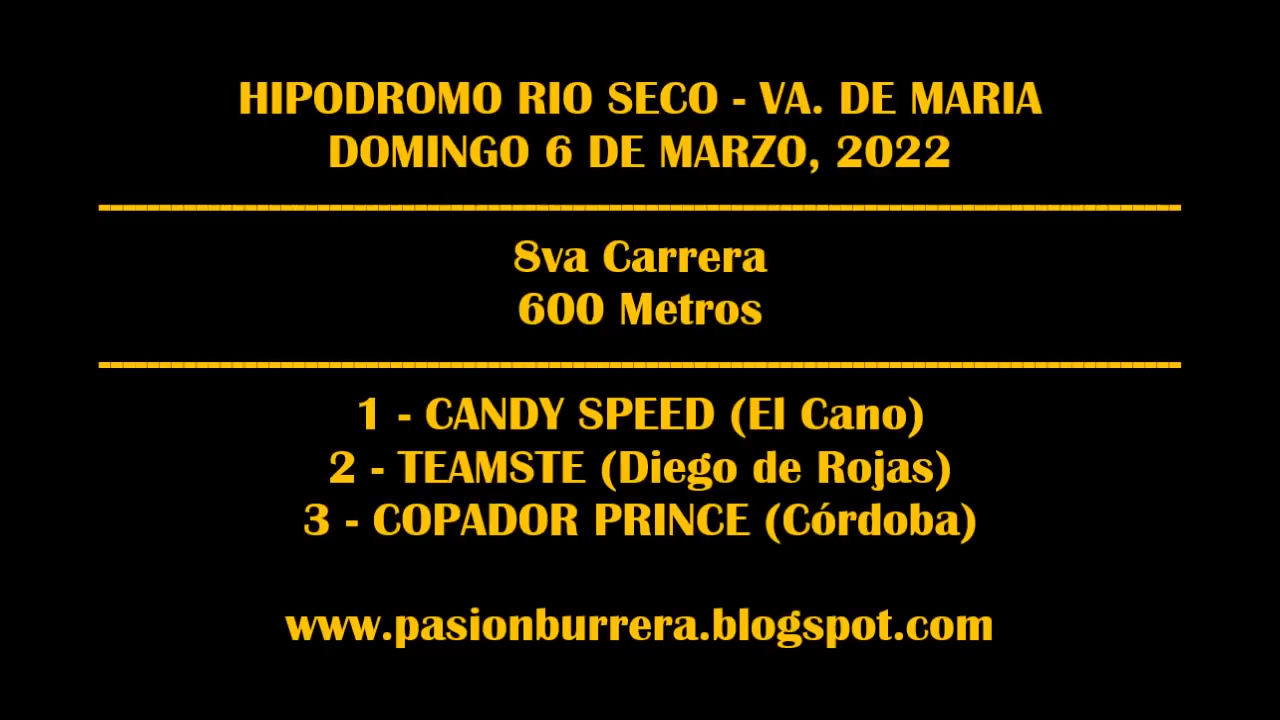 HIPODROMO RIO SECO - VA. DE MARIA
DOMINGO 6 DE MARZO, 2022
8va Carrera
600 Metros
1 - CANDY SPEED (El Cano)
2 - TEAMSTE (Diego de Rojas)
3 - COPADOR PRINCE (Córdoba)
www.pasionburrera.blogspot.com